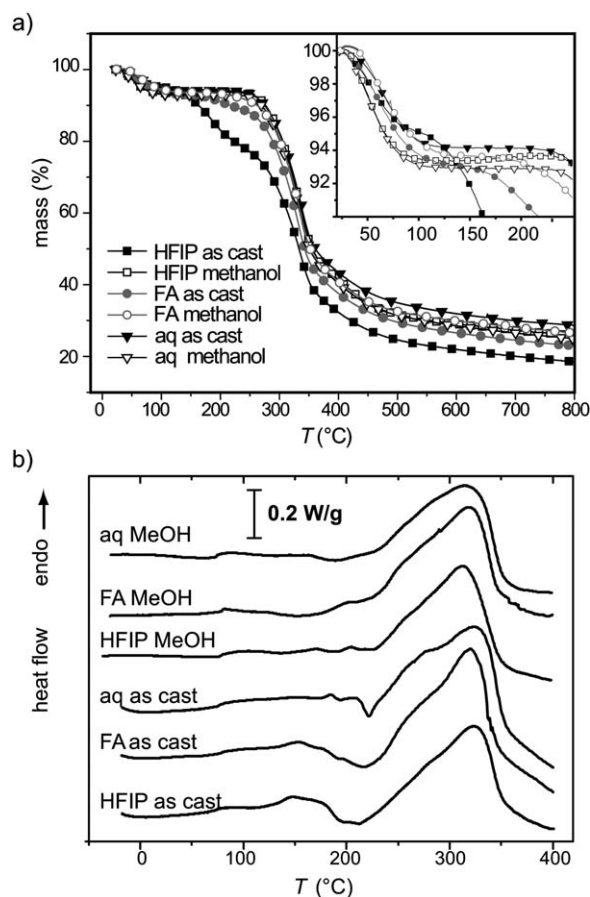 a)
100
80
60
40
20
mass (%)
0 100 200 300 400 500 600 700 800
T (°C)
HFIP as cast
HFIP methanol
FA as cast
FA methanol
aq as cast
aq methanol
100
98
96
94
92
50 100 150 200
b)
endo
heat flow
0.2 W/g
aq MeOH
FA MeOH
HFIP MeOH
aq as cast
FA as cast
HFIP as cast
0 100 200 300 400
T (°C)